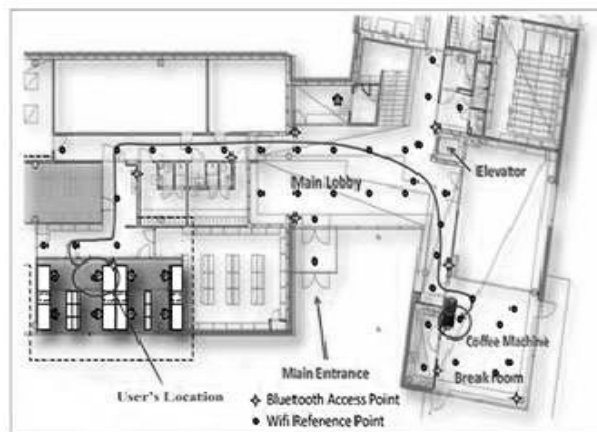 Elevator
Main Lobby
Coffee Machine
Break room
Main Entrance
User's Location
Bluetooth Access Point
Wifi Reference Point